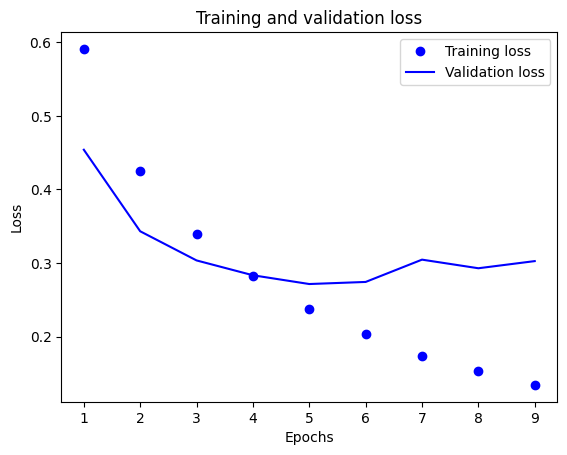 Training and validation loss
Training loss
Validation loss
0.6
0.5
0.4
0.3
0.2
Loss
1 2 3 4 5 6 7 8 9
Epochs